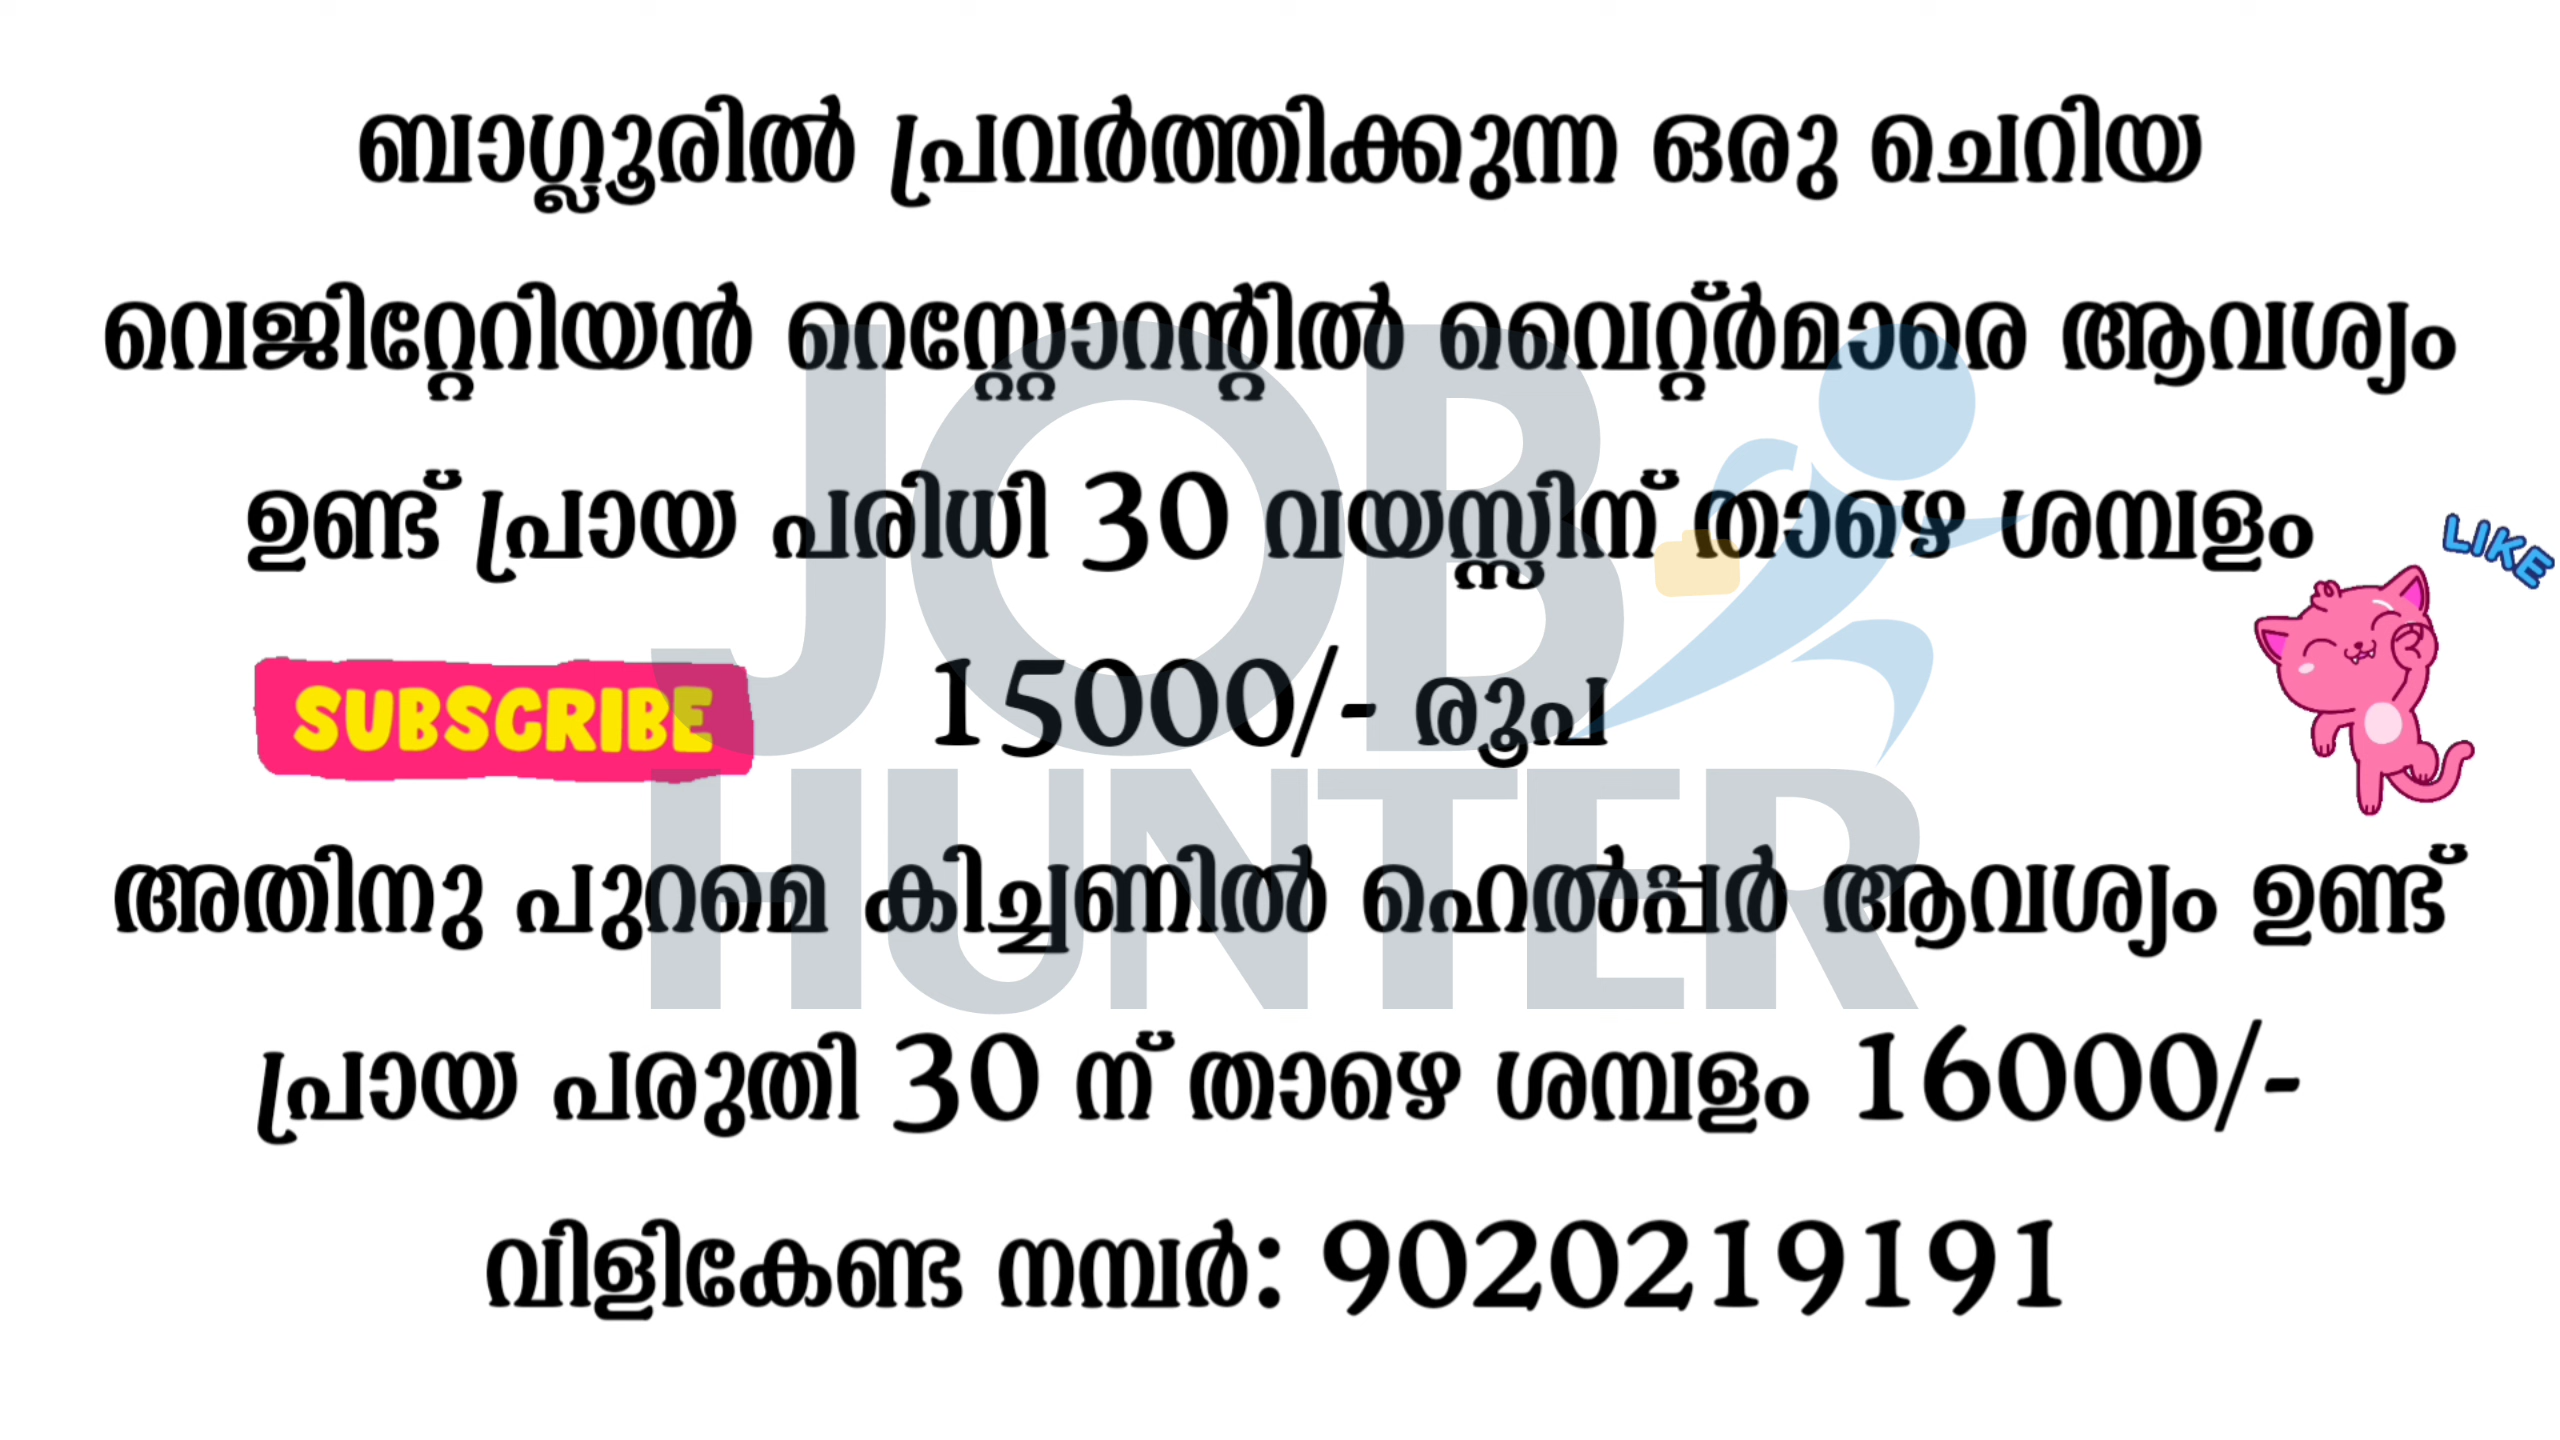 ബാഗ്ലൂരിൽ പ്രവർത്തിക്കുന്ന ഒരു ചെറിയ
വെജിറ്റേറിയൻ റെസ്റ്റോറന്റിൽ വൈറ്റ്ർമാരെ ആവശ്യം
ഉണ്ട് പ്രായ പരിധി 30 വയസ്സിന് താഴെ ശമ്പളം
LIKE
SUBSCRIBE
15000/- രൂപ
JOB
HUNTER
അതിനു പുറമെ കിച്ചണിൽ ഹെൽപ്പർ ആവശ്യം ഉണ്ട്
പ്രായ പരുതി 30 ന് താഴെ ശമ്പളം 16000/-
വിളികേണ്ട നമ്പർ: 9020219191